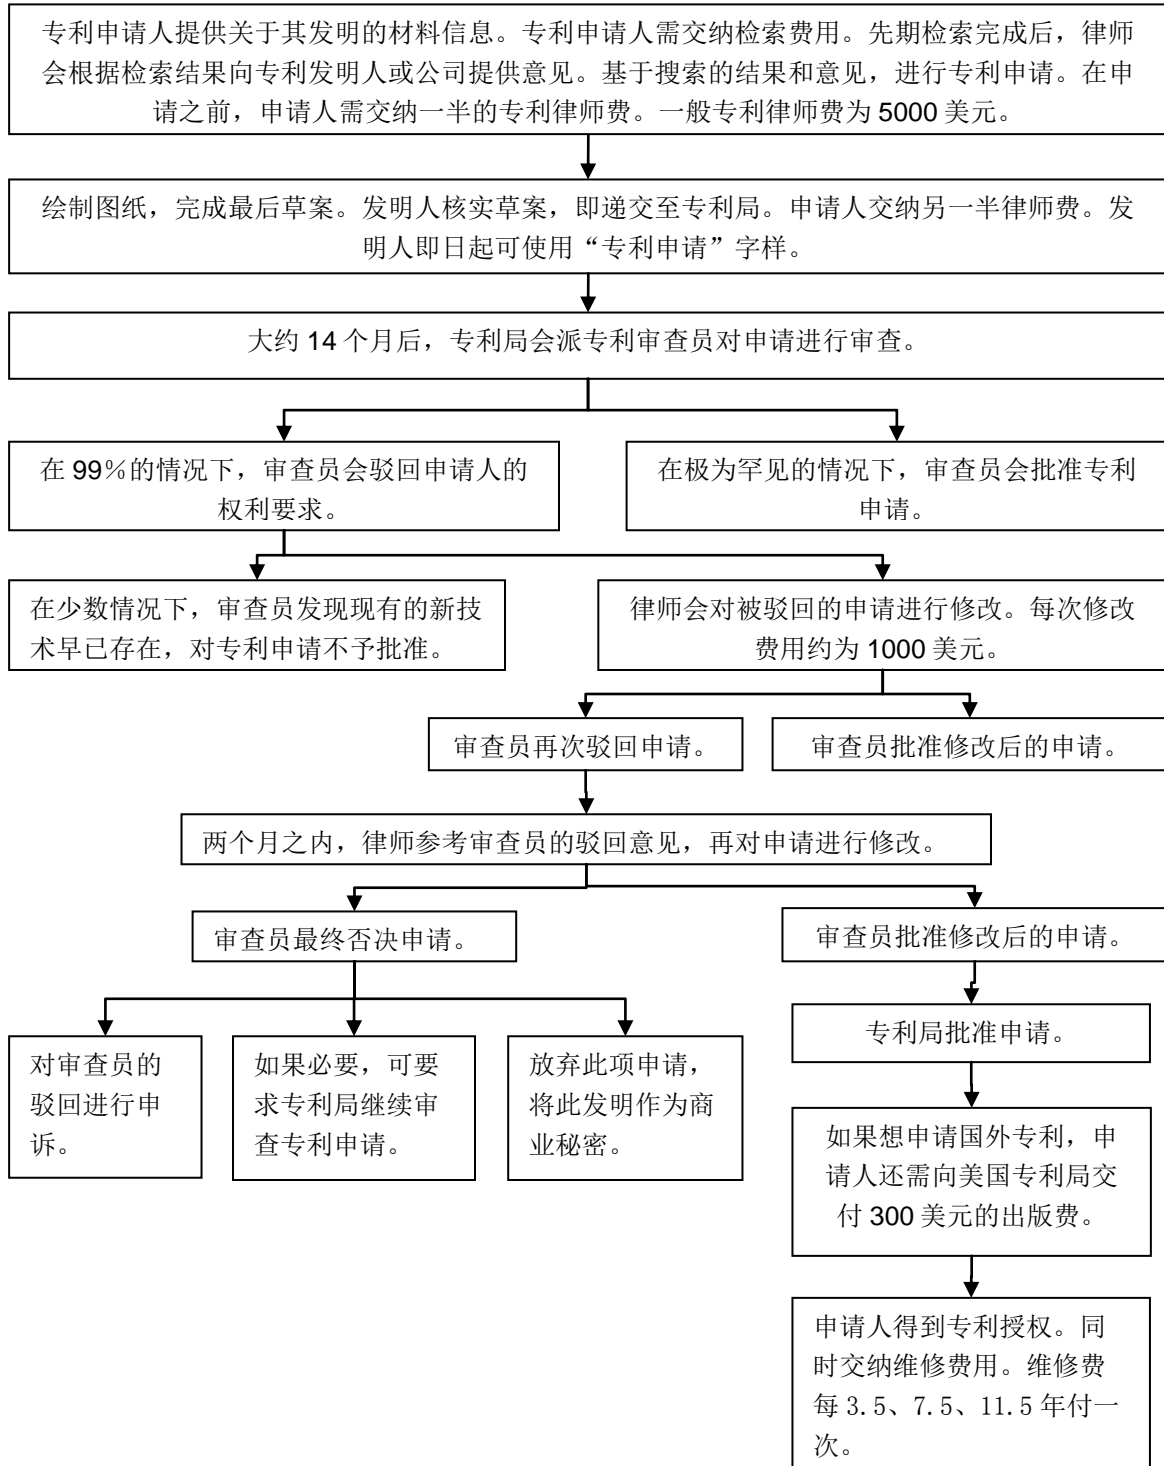 专利申请人提供关于其发明的材料信息。专利申请人需交纳检索费用。先期检索完成后，律师
会根据检索结果向专利发明人或公司提供意见。基于搜索的结果和意见，进行专利申请。在申
请之前，申请人需交纳一半的专利律师费。一般专利律师费为 5000 美元。
绘制图纸，完成最后草案。发明人核实草案，即递交至专利局。申请人交纳另一半律师费。发
明人即日起可使用“专利申请”字样。
大约 14 个月后，专利局会派专利审查员对申请进行审查。
在 99％的情况下，审查员会驳回申请人的
权利要求。
在极为罕见的情况下，审查员会批准专利
申请。
在少数情况下，审查员发现现有的新技
术早已存在，对专利申请不予批准。
律师会对被驳回的申请进行修改。每次修改
费用约为 1000 美元。
审查员再次驳回申请。
审查员批准修改后的申请。
两个月之内，律师参考审查员的驳回意见，再对申请进行修改。
审查员最终否决申请。
审查员批准修改后的申请。
对审查员的
驳回进行申
诉。
如果必要，可要
求专利局继续审
查专利申请。
放弃此项申请，
将此发明作为商
业秘密。
专利局批准申请。
如果想申请国外专利，申
请人还需向美国专利局交
付 300 美元的出版费。
申请人得到专利授权。同
时交纳维修费用。维修费
每 3.5、7.5、11.5 年付一
次。